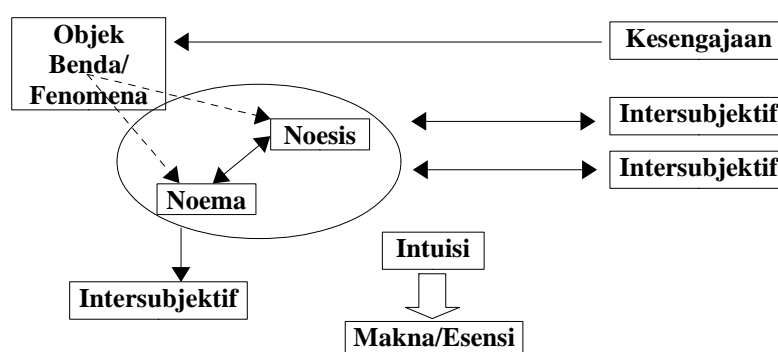 Objek
Benda/
Fenomena
Kesengajaan
Intersubjektif
Noesis
Intersubjektif
Noema
Intuisi
Intersubjektif
Makna/Esensi